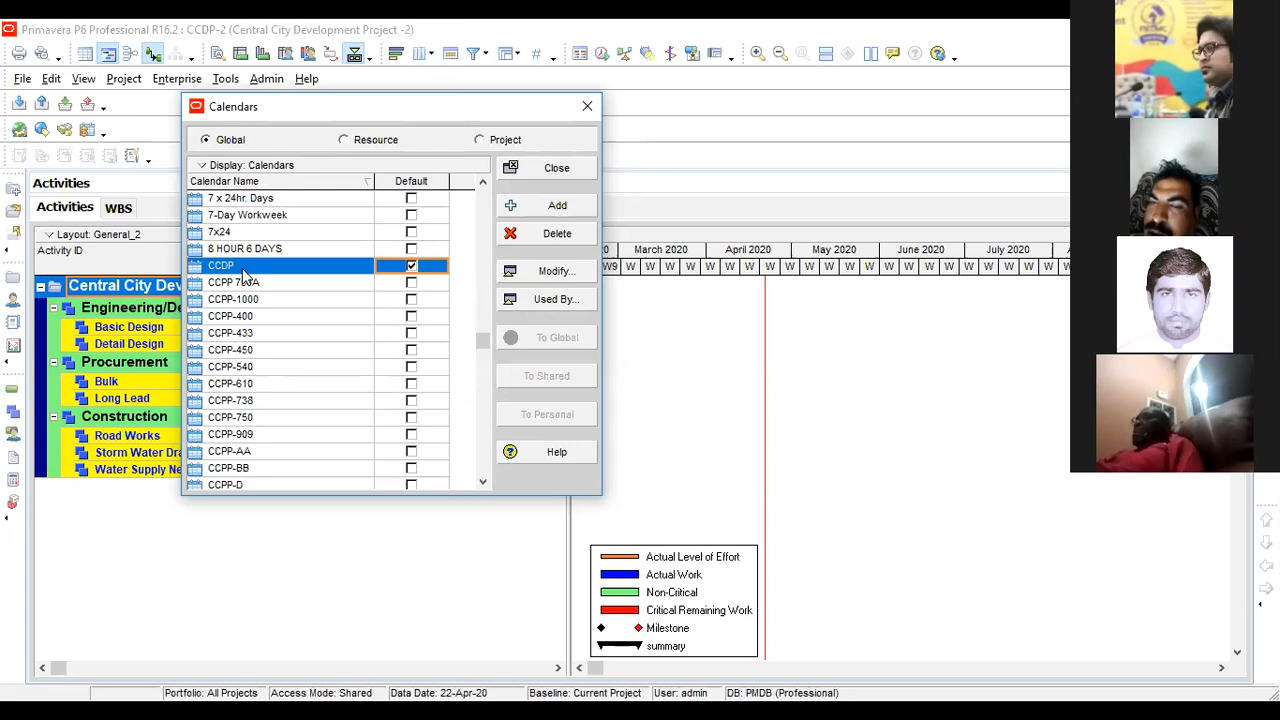 Primavera P6 Professional R16.2 : CCDP-2 (Central City Development Project -2)
File Edit View Project Enterprise Tools Admin Help
Calendars
Global Resource Project
Display: Calendars
Calendar Name Default
7 x 24hr. Days
7-Day Workweek
7x24
8 HOUR 6 DAYS
CCDP
CCPP
CCPP-1000
CCPP-400
CCPP-433
CCPP-450
CCPP-540
CCPP-610
CCPP-738
CCPP-750
CCPP-909
CCPP-AA
CCPP-BB
CCPP-D
Close
Add
Delete
Modify...
Used By...
To Global
To Shared
To Personal
Help
Activities
Activities WBS
Layout: General_2
Activity ID
Central City Dev
Engineering/De
Basic Design
Detail Design
Procurement
Bulk
Long Lead
Construction
Road Works
Storm Water Dra
Water Supply Ne
20 March 2020 April 2020 May 2020 June 2020 July 2020
W9 W W W W W W W W W W W W W W W W W W W W W W W
Actual Level of Effort
Actual Work
Non-Critical
Critical Remaining Work
Milestone
summary
Portfolio: All Projects Access Mode: Shared Data Date: 22-Apr-20 Baseline: Current Project User: admin DB: PMDB (Professional)